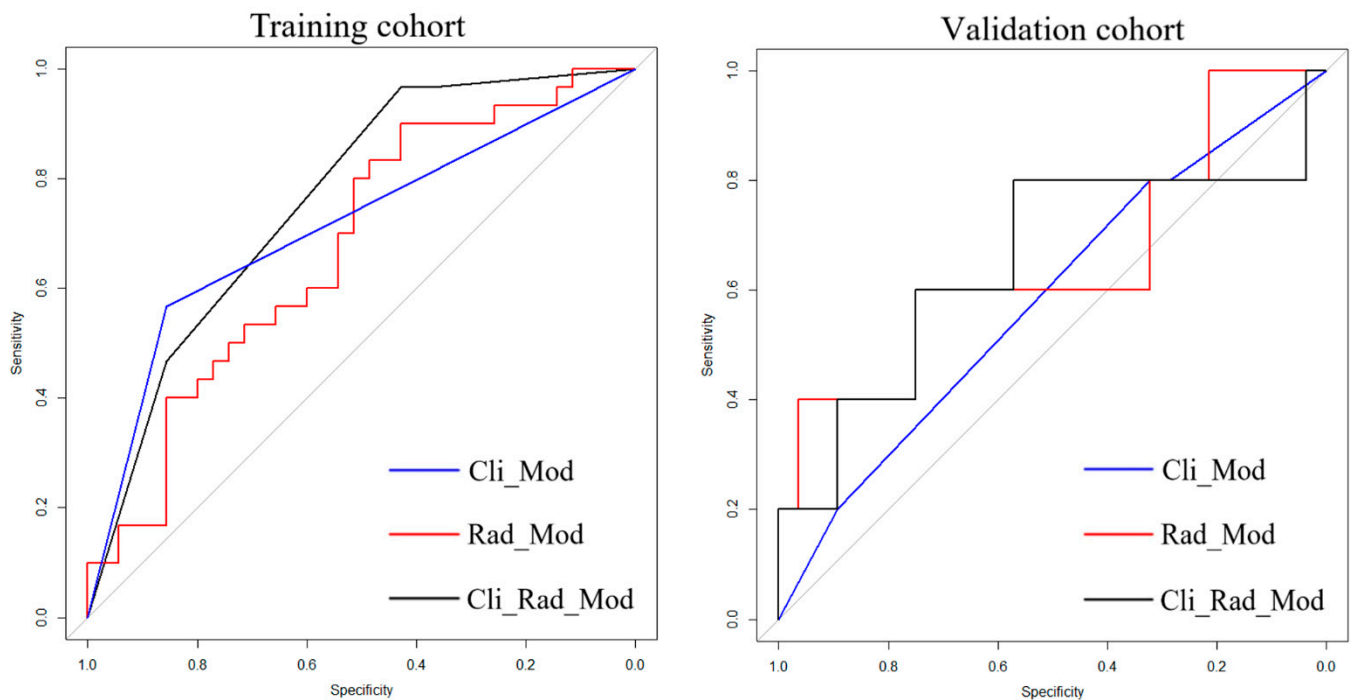 Training cohort
1.0
0.8
0.6
0.4
0.2
0.0
Sensitivity
Cli_Mod
Rad_Mod
Cli_Rad_Mod
1.0 0.8 0.6 0.4 0.2 0.0
Specificity
Validation cohort
1.0
0.8
0.6
0.4
0.2
0.0
Sensitivity
Cli_Mod
Rad_Mod
Cli_Rad_Mod
1.0 0.8 0.6 0.4 0.2 0.0
Specificity